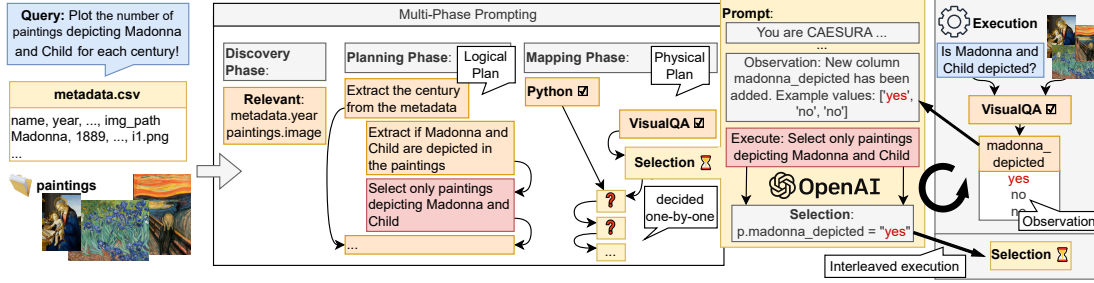 Query: Plot the number of
paintings depicting Madonna
and Child for each century!
metadata.csv
name, year, ..., img_path
Madonna, 1889, ..., i1.png
...
paintings
Multi-Phase Prompting
Discovery
Phase:
Relevant:
metadata.year
paintings.image
Planning Phase:
Logical
Plan
Extract the century
from the metadata
Extract if Madonna and
Child are depicted in
the paintings
Select only paintings
depicting Madonna and
Child
...
Mapping Phase:
Physical
Plan
Python ☑
VisualQA ☑
Selection ⏳
?
?
...
decided
one-by-one
Prompt:
You are CAESURA ...
...
Observation: New column
madonna_depicted has been
added. Example values: ['yes',
'no', 'no']
Execute: Select only paintings
depicting Madonna and Child
OpenAI
Selection:
p.madonna_depicted = "yes"
Interleaved execution
Execution
Is Madonna and
Child depicted?
VisualQA ☑
madonna_
depicted
yes
no
Observation
Selection ⏳